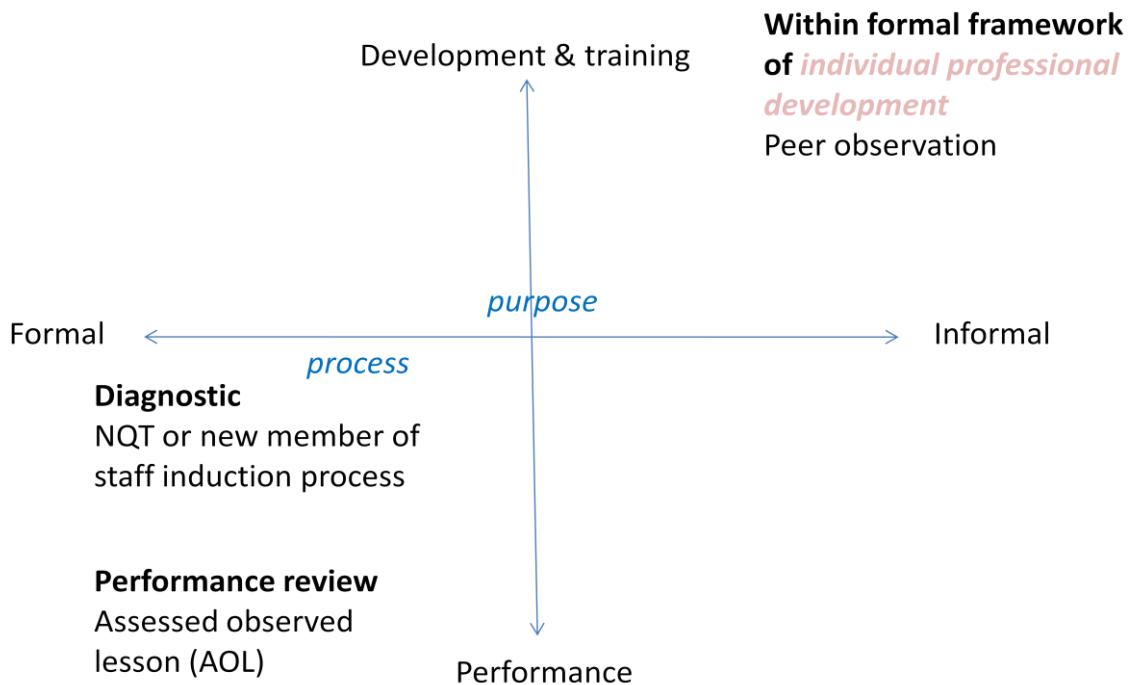 Within formal framework
of individual professional
development
Peer observation
Development & training
purpose
Formal
Informal
process
Diagnostic
NQT or new member of
staff induction process
Performance review
Assessed observed
lesson (AOL)
Performance